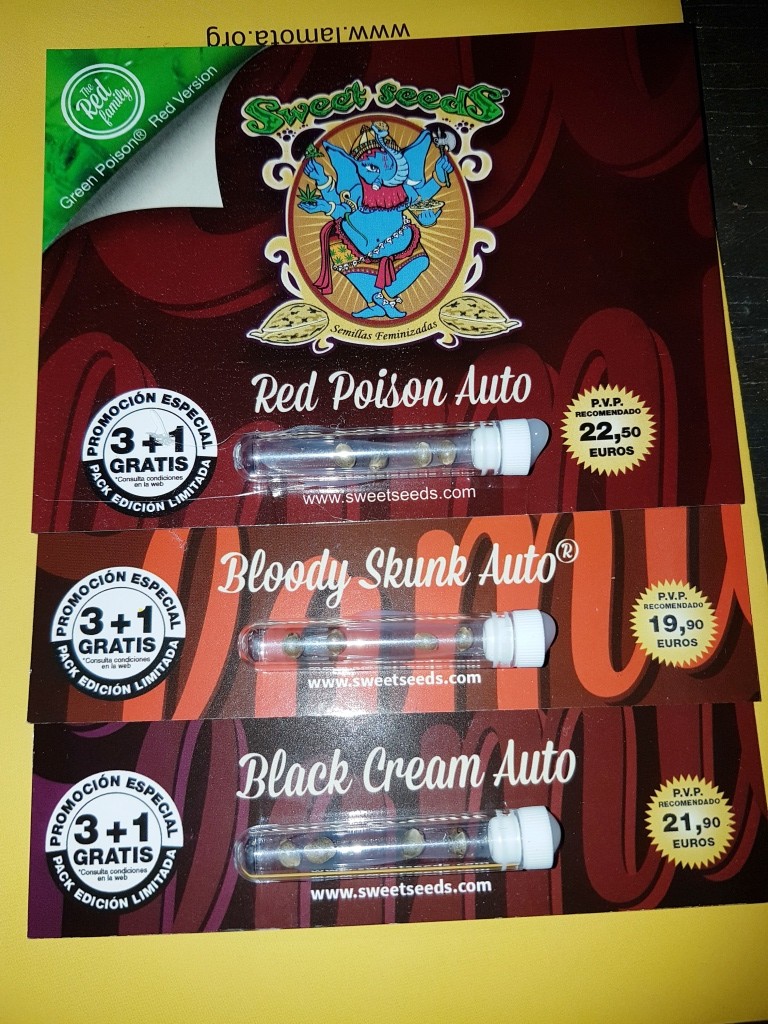 www.lamota.org
The
Red
family
Green Poison® Red Version
Sweet Seeds®
Semillas Feminizadas
Red Poison Auto
PROMOCIÓN ESPECIAL
3+1
GRATIS
*Consulta condiciones
en la web
PACK EDICIÓN LIMITADA
P.V.P.
RECOMENDADO
22,50
EUROS
www.sweetseeds.com
Bloody Skunk Auto®
PROMOCIÓN ESPECIAL
3+1
GRATIS
*Consulta condiciones
en la web
PACK EDICIÓN LIMITADA
P.V.P.
RECOMENDADO
19,90
EUROS
www.sweetseeds.com
Black Cream Auto
PROMOCIÓN ESPECIAL
3+1
GRATIS
*Consulta condiciones
en la web
PACK EDICIÓN LIMITADA
P.V.P.
RECOMENDADO
21,90
EUROS
www.sweetseeds.com